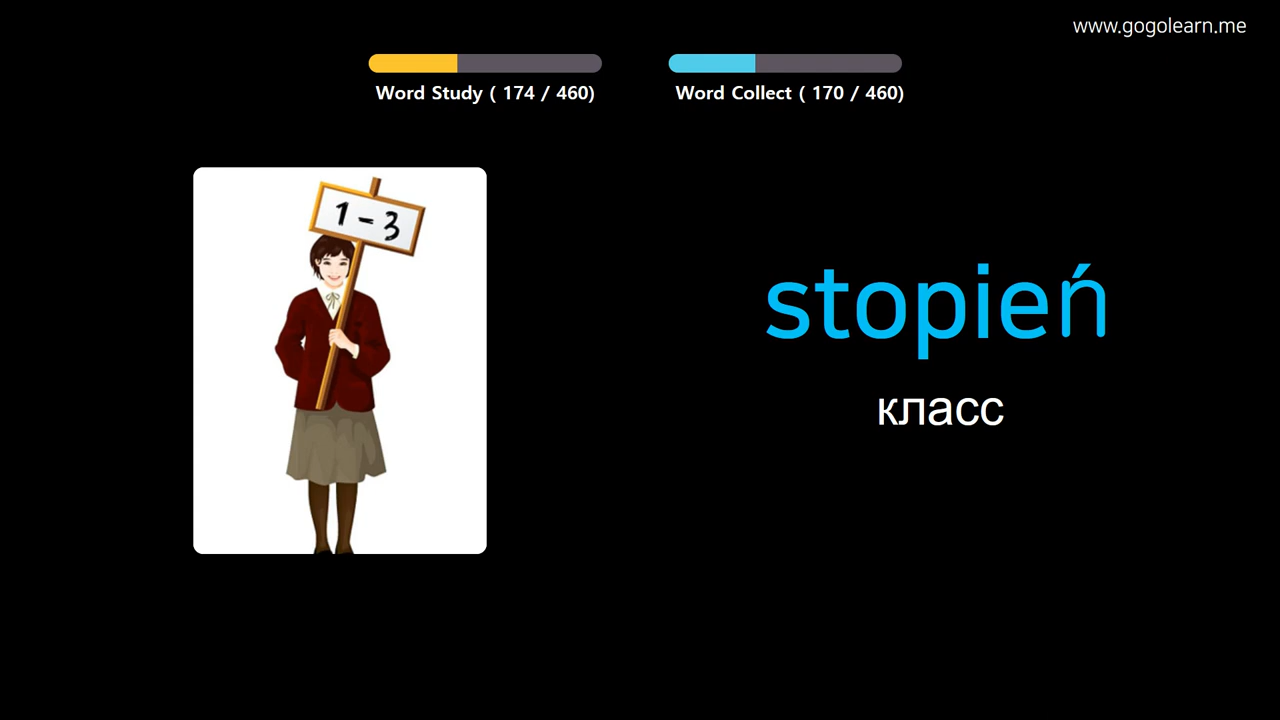 www.gogolearn.me
Word Study ( 174 / 460)
Word Collect ( 170 / 460)
1 - 3
stopień
класс